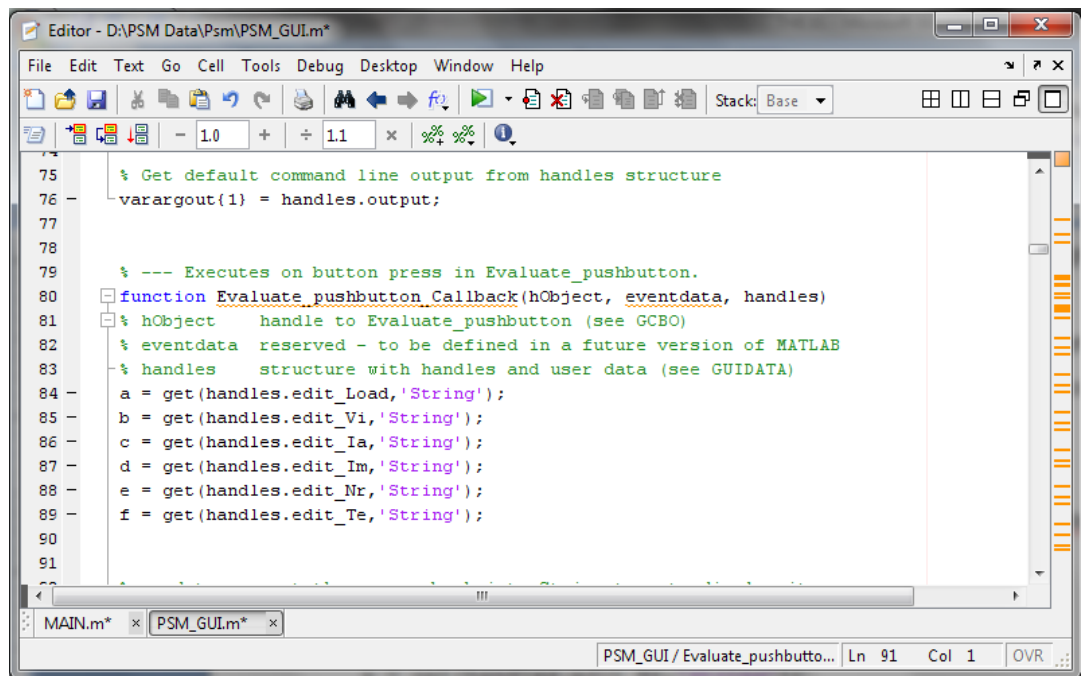 Editor - D:\PSM Data\Psm\PSM_GUI.m*
File Edit Text Go Cell Tools Debug Desktop Window Help
Stack: Base
- 1.0 + ÷ 1.1 ×
75 % Get default command line output from handles structure
76 - varargout{1} = handles.output;
77
78
79 % --- Executes on button press in Evaluate_pushbutton.
80 function Evaluate_pushbutton_Callback(hObject, eventdata, handles)
81 % hObject    handle to Evaluate_pushbutton (see GCBO)
82 % eventdata  reserved - to be defined in a future version of MATLAB
83 % handles    structure with handles and user data (see GUIDATA)
84 - a = get(handles.edit_Load,'String');
85 - b = get(handles.edit_Vi,'String');
86 - c = get(handles.edit_Ia,'String');
87 - d = get(handles.edit_Im,'String');
88 - e = get(handles.edit_Nr,'String');
89 - f = get(handles.edit_Te,'String');
90
91
MAIN.m* × PSM_GUI.m* ×
PSM_GUI / Evaluate_pushbutto... Ln 91 Col 1 OVR